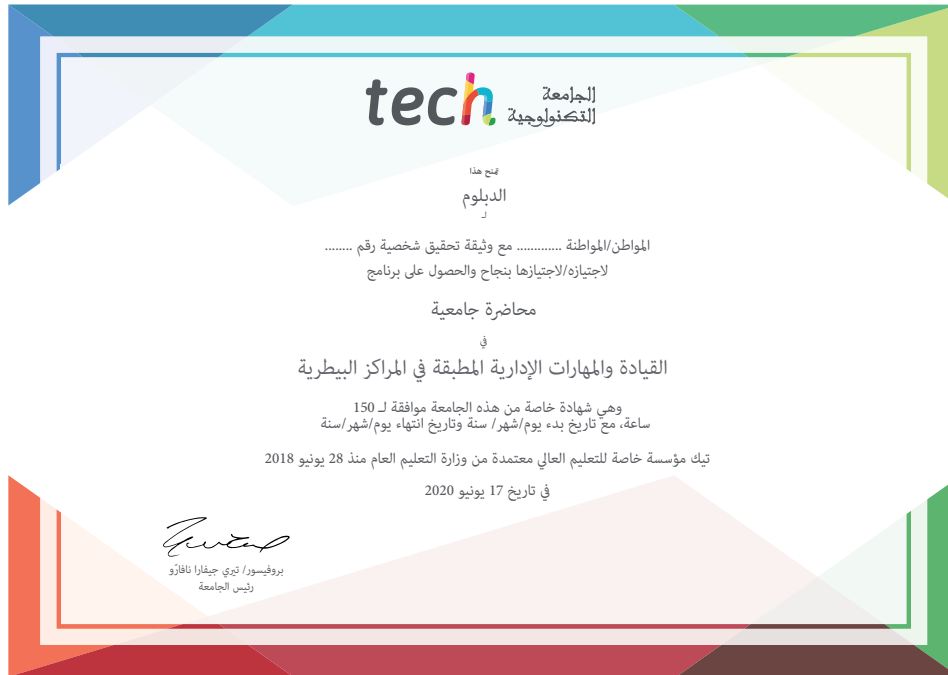 tech
الجامعة
التكنولوجية
تمنح هذا
الدبلوم
لـ
المواطن/المواطنة ............. مع وثيقة تحقيق شخصية رقم ........
لاجتيازه/لاجتيازها بنجاح والحصول على برنامج
محاضرة جامعية
في
القيادة والمهارات الإدارية المطبقة في المراكز البيطرية
وهي شهادة خاصة من هذه الجامعة موافقة لـ 150
ساعة، مع تاريخ بدء يوم/شهر/ سنة وتاريخ انتهاء يوم/شهر/سنة
تيك مؤسسة خاصة للتعليم العالي معتمدة من وزارة التعليم العام منذ 28 يونيو 2018
في تاريخ 17 يونيو 2020
بروفيسور/ تيري جيفارا نافارّو
رئيس الجامعة